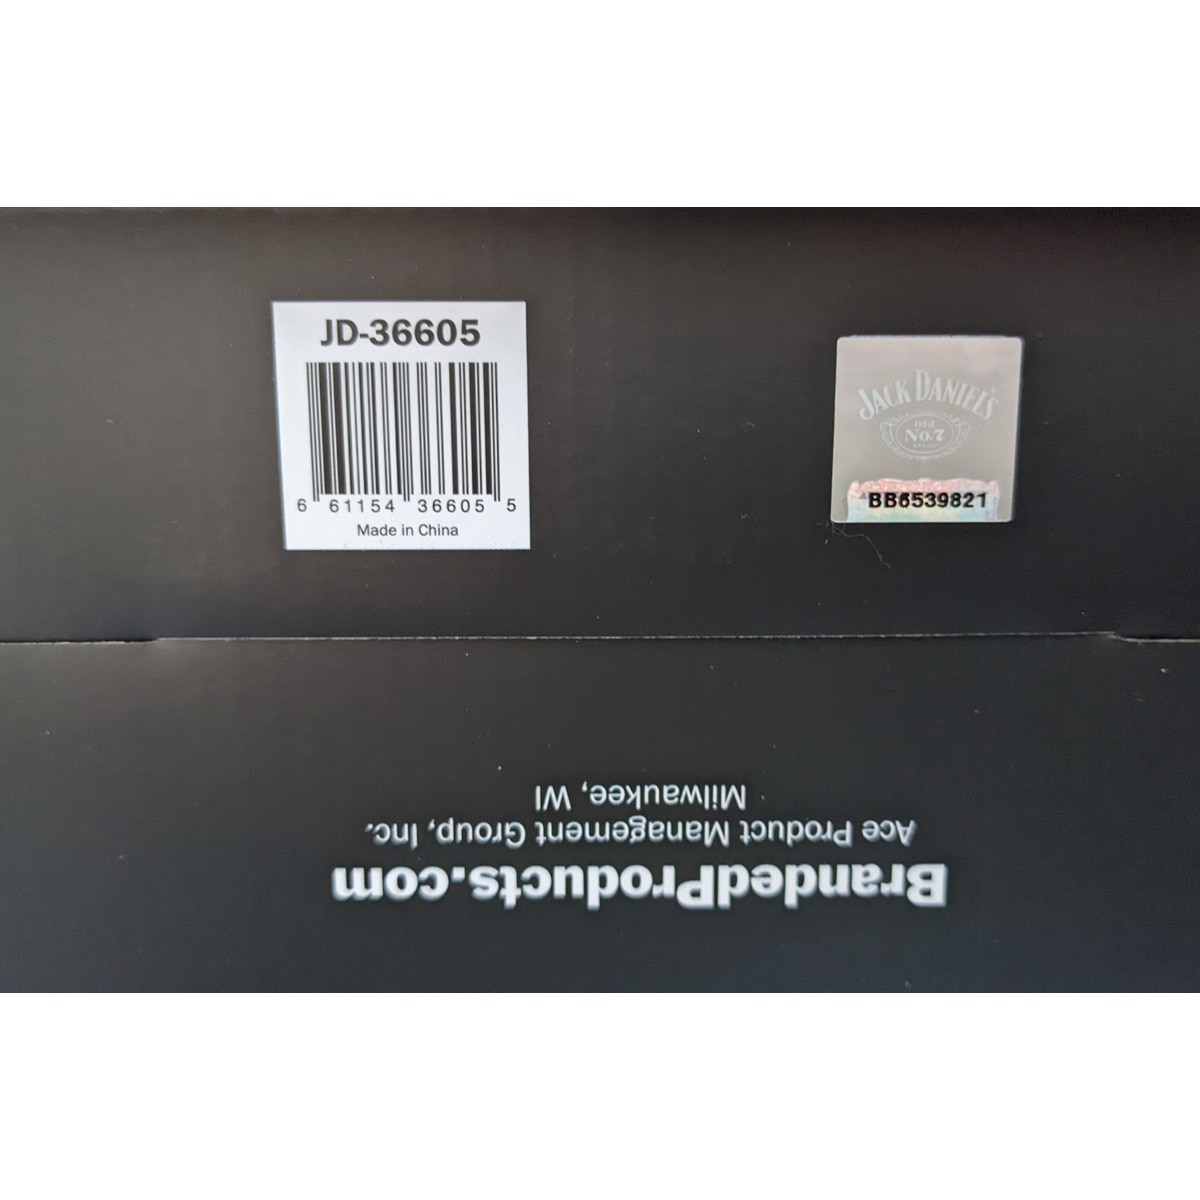 JD-36605
6 61154 36605 5
Made in China
JACK DANIEL'S
Old
No.7
BRAND
BB6539821
BrandedProducts.com
Ace Product Management Group, Inc.
Milwaukee, WI